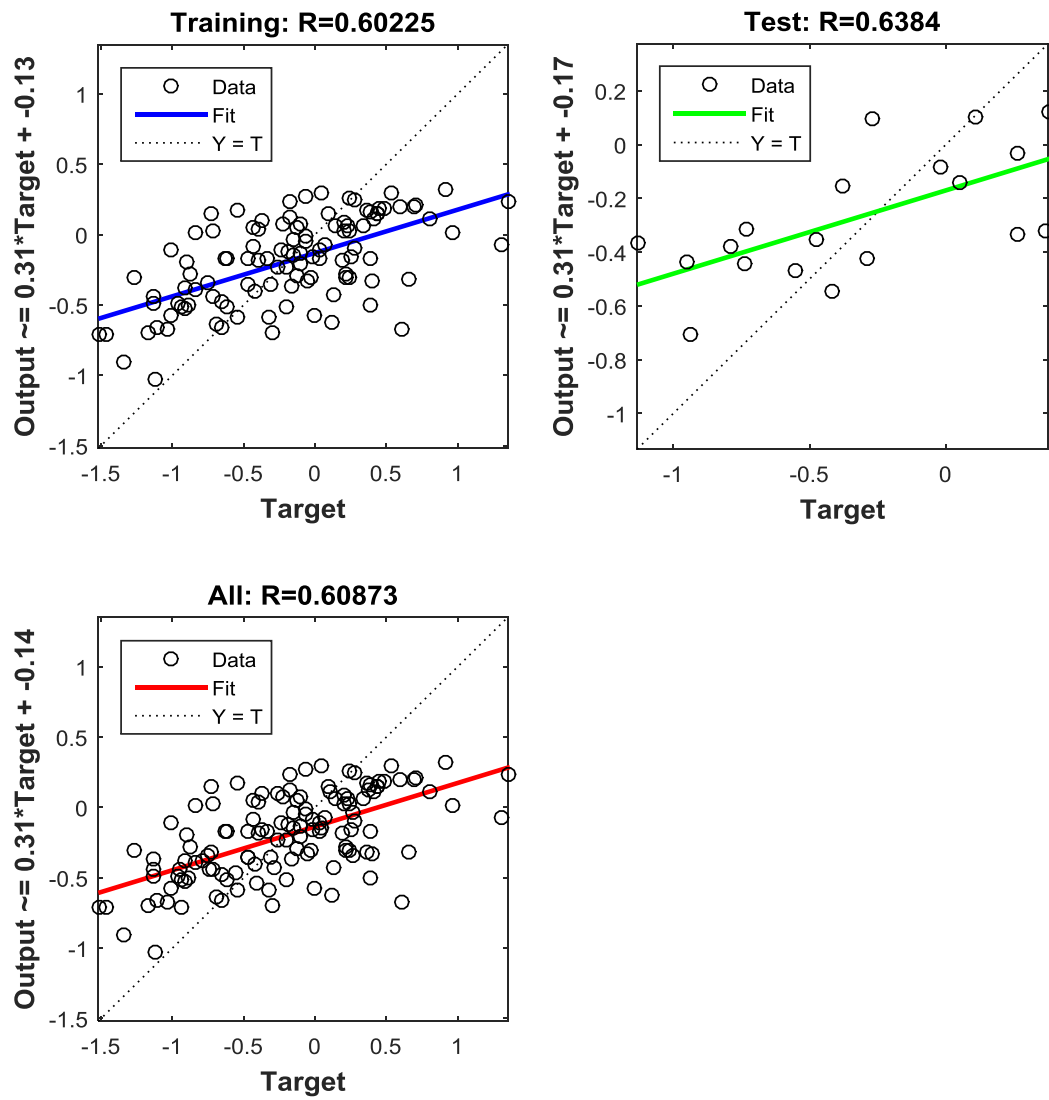 Training: R=0.60225
Output ~= 0.31*Target + -0.13
Data
Fit
Y = T
1
0.5
0
-0.5
-1
-1.5
-1.5 -1 -0.5 0 0.5 1
Target
Test: R=0.6384
Output ~= 0.31*Target + -0.17
Data
Fit
Y = T
0.2
0
-0.2
-0.4
-0.6
-0.8
-1
-1 -0.5 0
Target
All: R=0.60873
Output ~= 0.31*Target + -0.14
Data
Fit
Y = T
1
0.5
0
-0.5
-1
-1.5
-1.5 -1 -0.5 0 0.5 1
Target